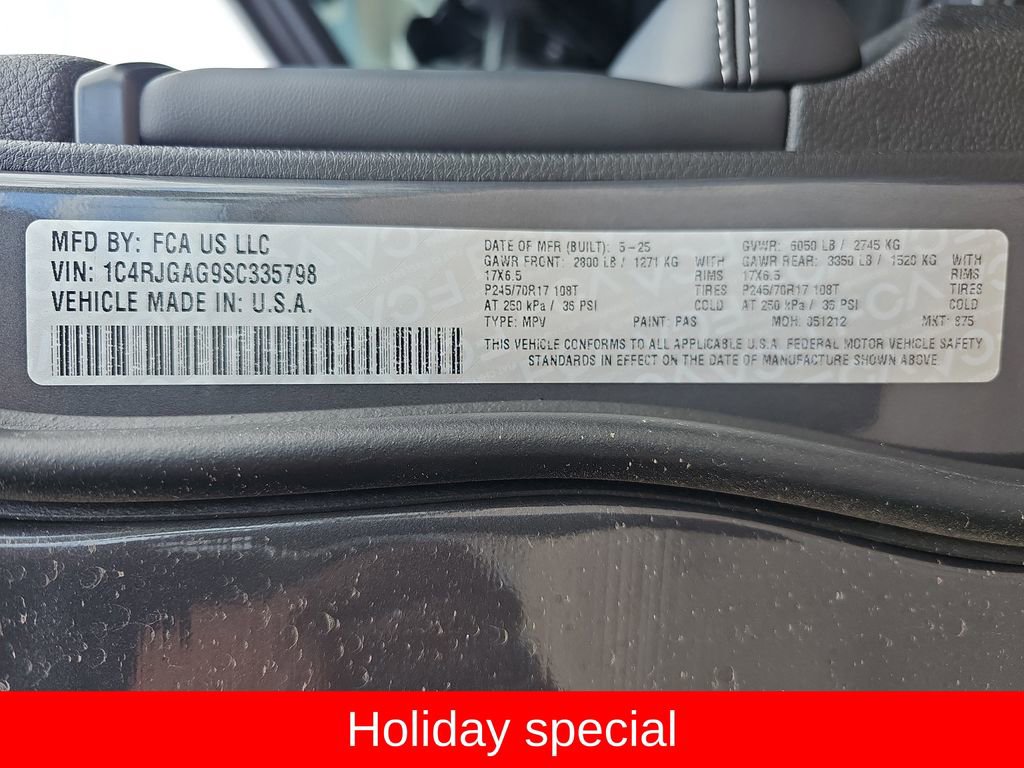 MFD BY: FCA US LLC
VIN: 1C4RJGAG9SC335798
VEHICLE MADE IN: U.S.A.
DATE OF MFR (BUILT): 5-25 GVWR: 6050 LB / 2745 KG
GAWR FRONT: 2800 LB / 1271 KG WITH GAWR REAR: 3350 LB / 1520 KG WITH
17X6.5 RIMS 17X6.5 RIMS
P245/70R17 108T TIRES P245/70R17 108T TIRES
AT 250 kPa / 36 PSI COLD AT 250 kPa / 36 PSI COLD
TYPE: MPV PAINT: PAS MDH: 051212 MKT: 875
THIS VEHICLE CONFORMS TO ALL APPLICABLE U.S.A. FEDERAL MOTOR VEHICLE SAFETY
STANDARDS IN EFFECT ON THE DATE OF MANUFACTURE SHOWN ABOVE.
Holiday special